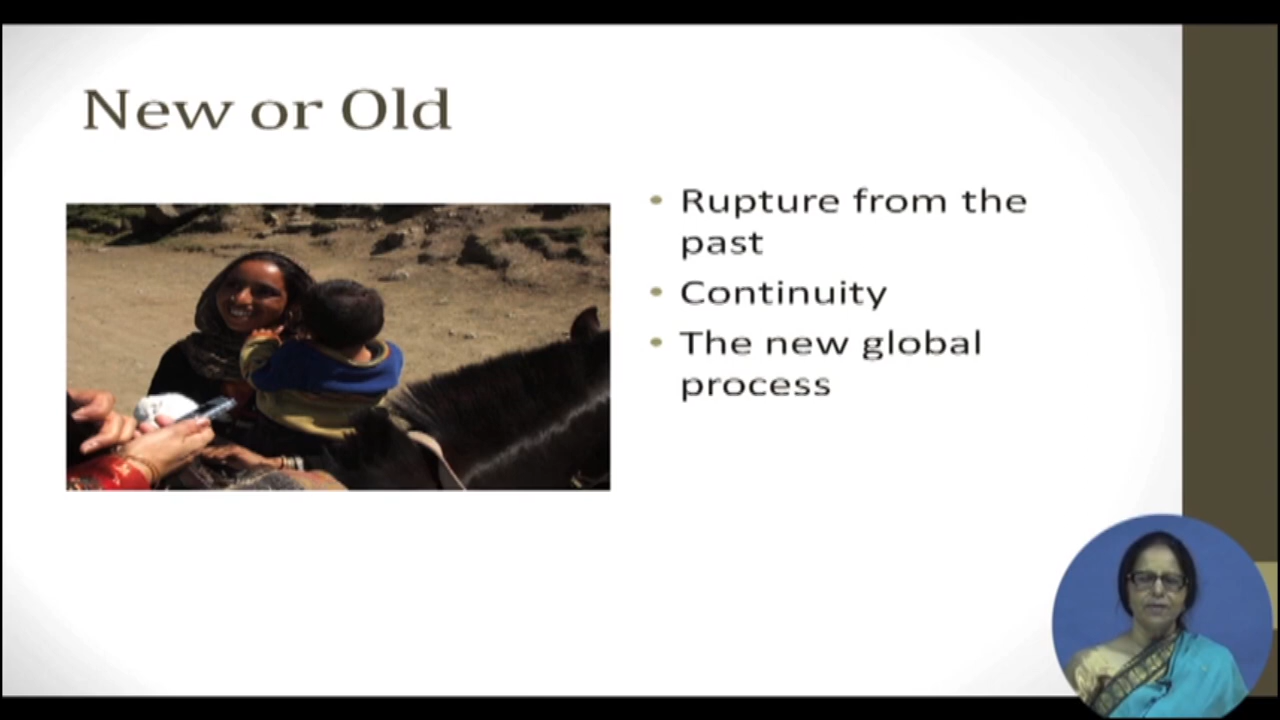 New or Old
• Rupture from the
past
• Continuity
• The new global
process